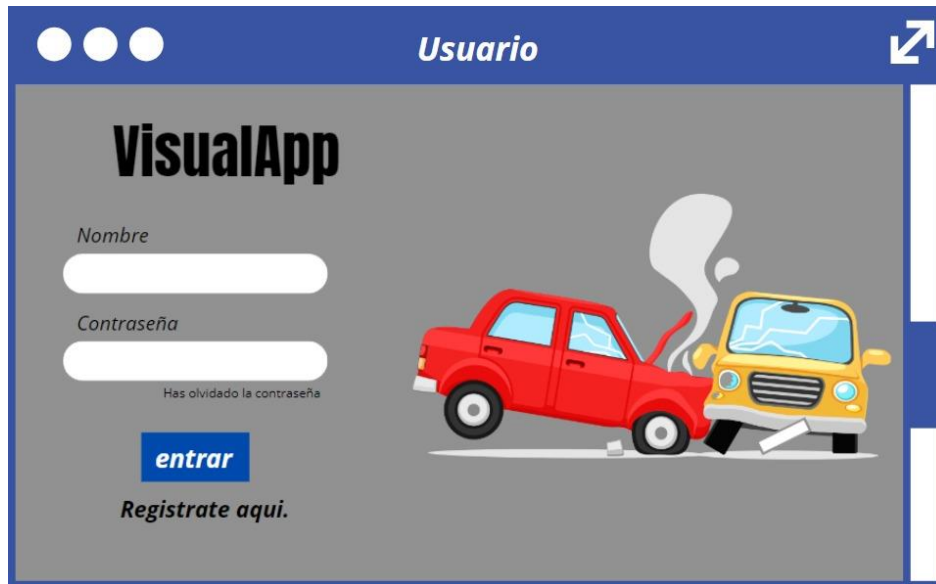 Usuario
VisualApp
Nombre
Contraseña
Has olvidado la contraseña
entrar
Registrate aqui.